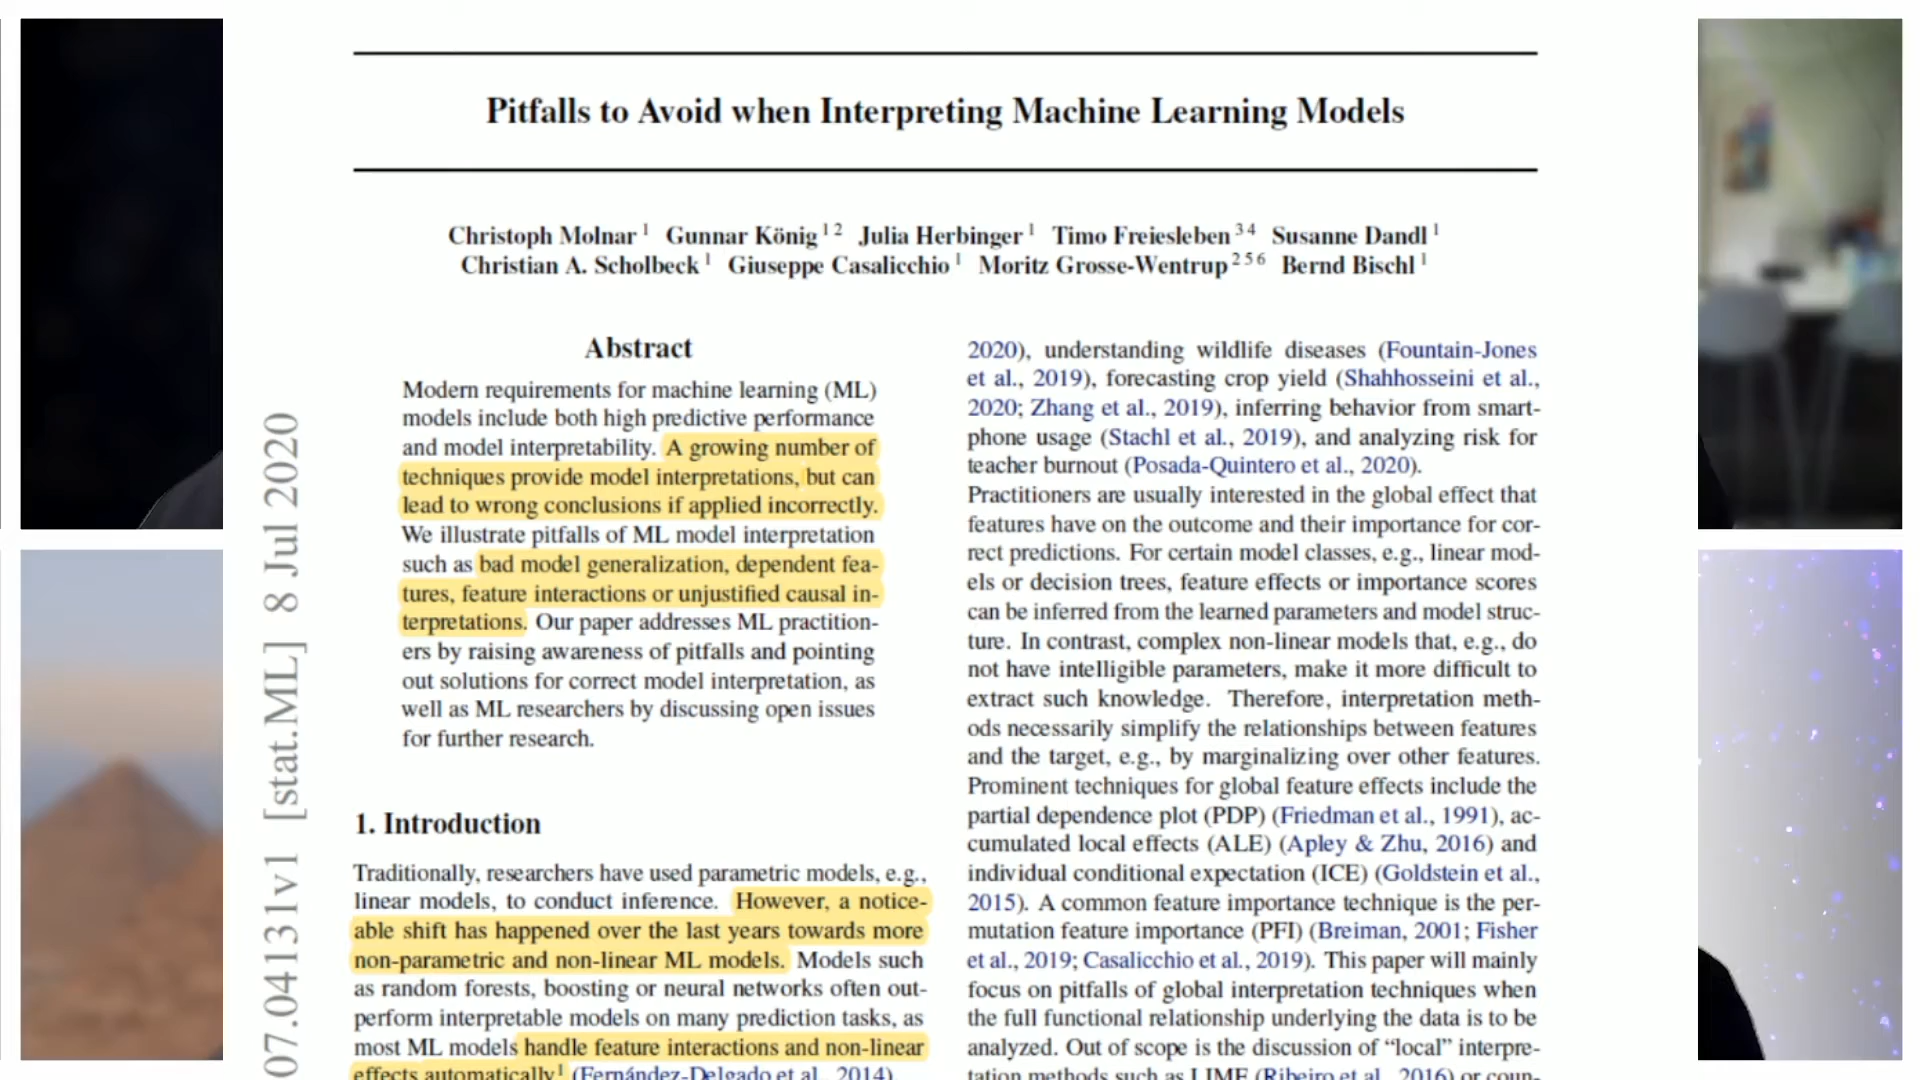 Pitfalls to Avoid when Interpreting Machine Learning Models
Christoph Molnar 1 Gunnar König 1 2 Julia Herbinger 1 Timo Freiesleben 3 4 Susanne Dandl 1
Christian A. Scholbeck 1 Giuseppe Casalicchio 1 Moritz Grosse-Wentrup 2 5 6 Bernd Bischl 1
07.04131v1 [stat.ML] 8 Jul 2020
Abstract
Modern requirements for machine learning (ML)
models include both high predictive performance
and model interpretability. A growing number of
techniques provide model interpretations, but can
lead to wrong conclusions if applied incorrectly.
We illustrate pitfalls of ML model interpretation
such as bad model generalization, dependent fea-
tures, feature interactions or unjustified causal in-
terpretations. Our paper addresses ML practition-
ers by raising awareness of pitfalls and pointing
out solutions for correct model interpretation, as
well as ML researchers by discussing open issues
for further research.
1. Introduction
Traditionally, researchers have used parametric models, e.g.,
linear models, to conduct inference. However, a notice-
able shift has happened over the last years towards more
non-parametric and non-linear ML models. Models such
as random forests, boosting or neural networks often out-
perform interpretable models on many prediction tasks, as
most ML models handle feature interactions and non-linear
effects automatically1 (Fernández-Delgado et al., 2014).
2020), understanding wildlife diseases (Fountain-Jones
et al., 2019), forecasting crop yield (Shahhosseini et al.,
2020; Zhang et al., 2019), inferring behavior from smart-
phone usage (Stachl et al., 2019), and analyzing risk for
teacher burnout (Posada-Quintero et al., 2020).
Practitioners are usually interested in the global effect that
features have on the outcome and their importance for cor-
rect predictions. For certain model classes, e.g., linear mod-
els or decision trees, feature effects or importance scores
can be inferred from the learned parameters and model struc-
ture. In contrast, complex non-linear models that, e.g., do
not have intelligible parameters, make it more difficult to
extract such knowledge. Therefore, interpretation meth-
ods necessarily simplify the relationships between features
and the target, e.g., by marginalizing over other features.
Prominent techniques for global feature effects include the
partial dependence plot (PDP) (Friedman et al., 1991), ac-
cumulated local effects (ALE) (Apley & Zhu, 2016) and
individual conditional expectation (ICE) (Goldstein et al.,
2015). A common feature importance technique is the per-
mutation feature importance (PFI) (Breiman, 2001; Fisher
et al., 2019; Casalicchio et al., 2019). This paper will mainly
focus on pitfalls of global interpretation techniques when
the full functional relationship underlying the data is to be
analyzed. Out of scope is the discussion of “local” interpre-
tation methods such as LIME (Ribeiro et al., 2016) or coun-